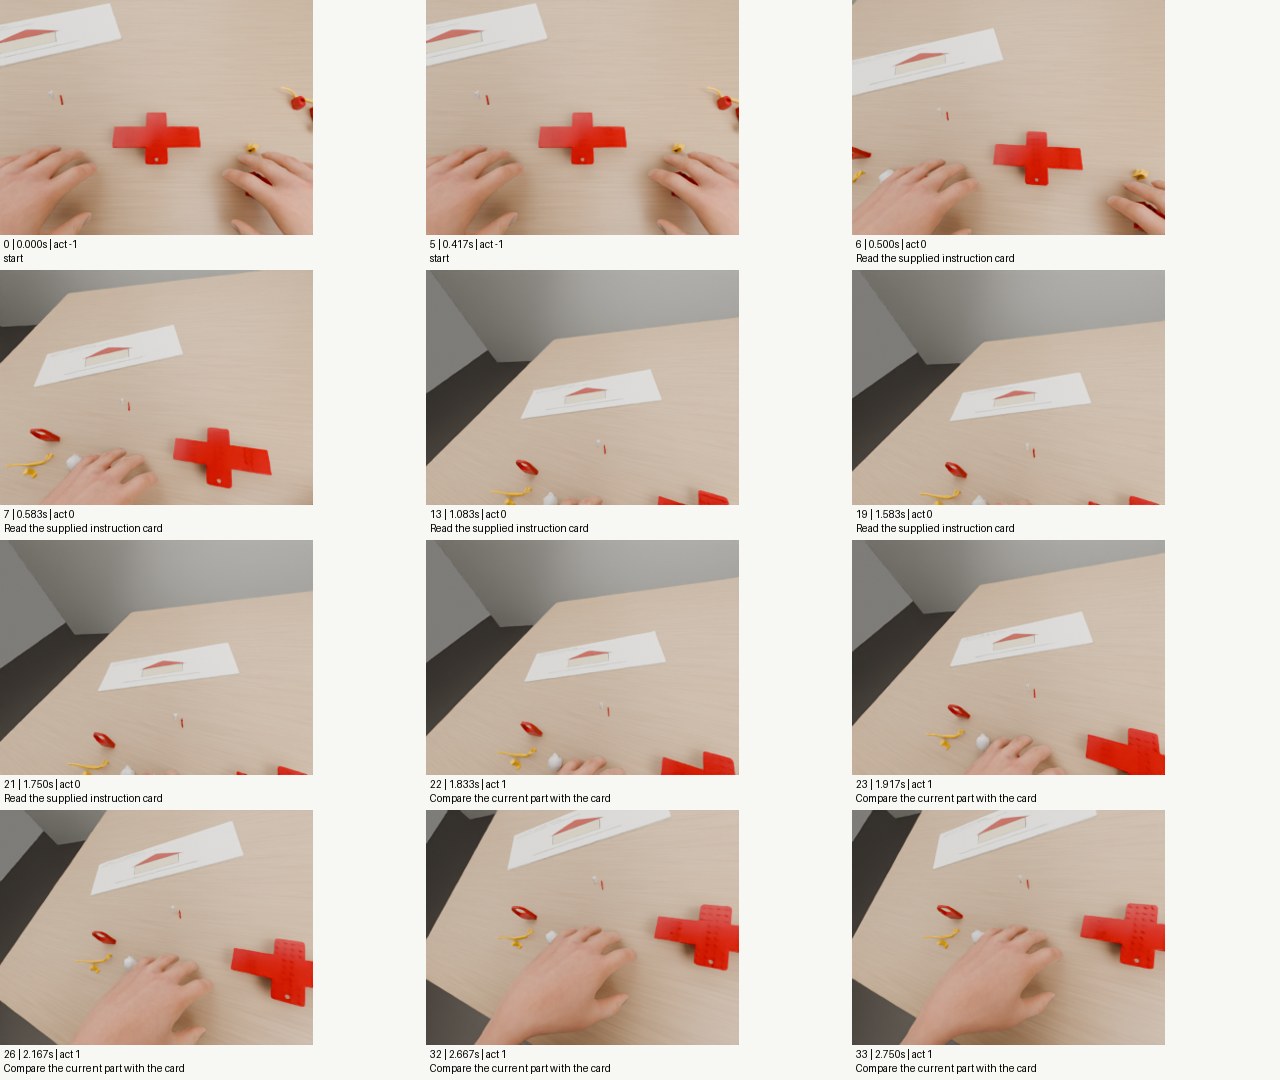 0 | 0.000s | act -1
start
5 | 0.417s | act -1
start
6 | 0.500s | act 0
Read the supplied instruction card
7 | 0.583s | act 0
Read the supplied instruction card
13 | 1.083s | act 0
Read the supplied instruction card
19 | 1.583s | act 0
Read the supplied instruction card
21 | 1.750s | act 0
Read the supplied instruction card
22 | 1.833s | act 1
Compare the current part with the card
23 | 1.917s | act 1
Compare the current part with the card
26 | 2.167s | act 1
Compare the current part with the card
32 | 2.667s | act 1
Compare the current part with the card
33 | 2.750s | act 1
Compare the current part with the card